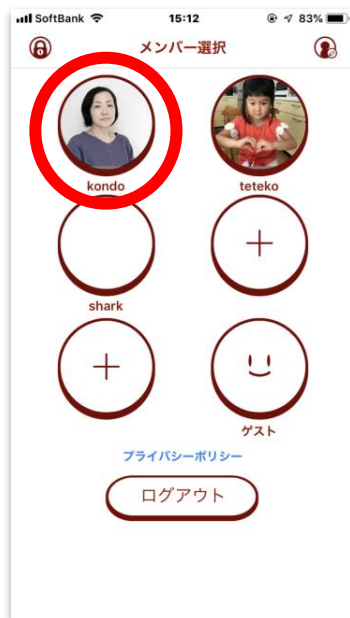 SoftBank 15:12 83%
メンバー選択
kondo teteko
shark
ゲスト
プライバシーポリシー
ログアウト